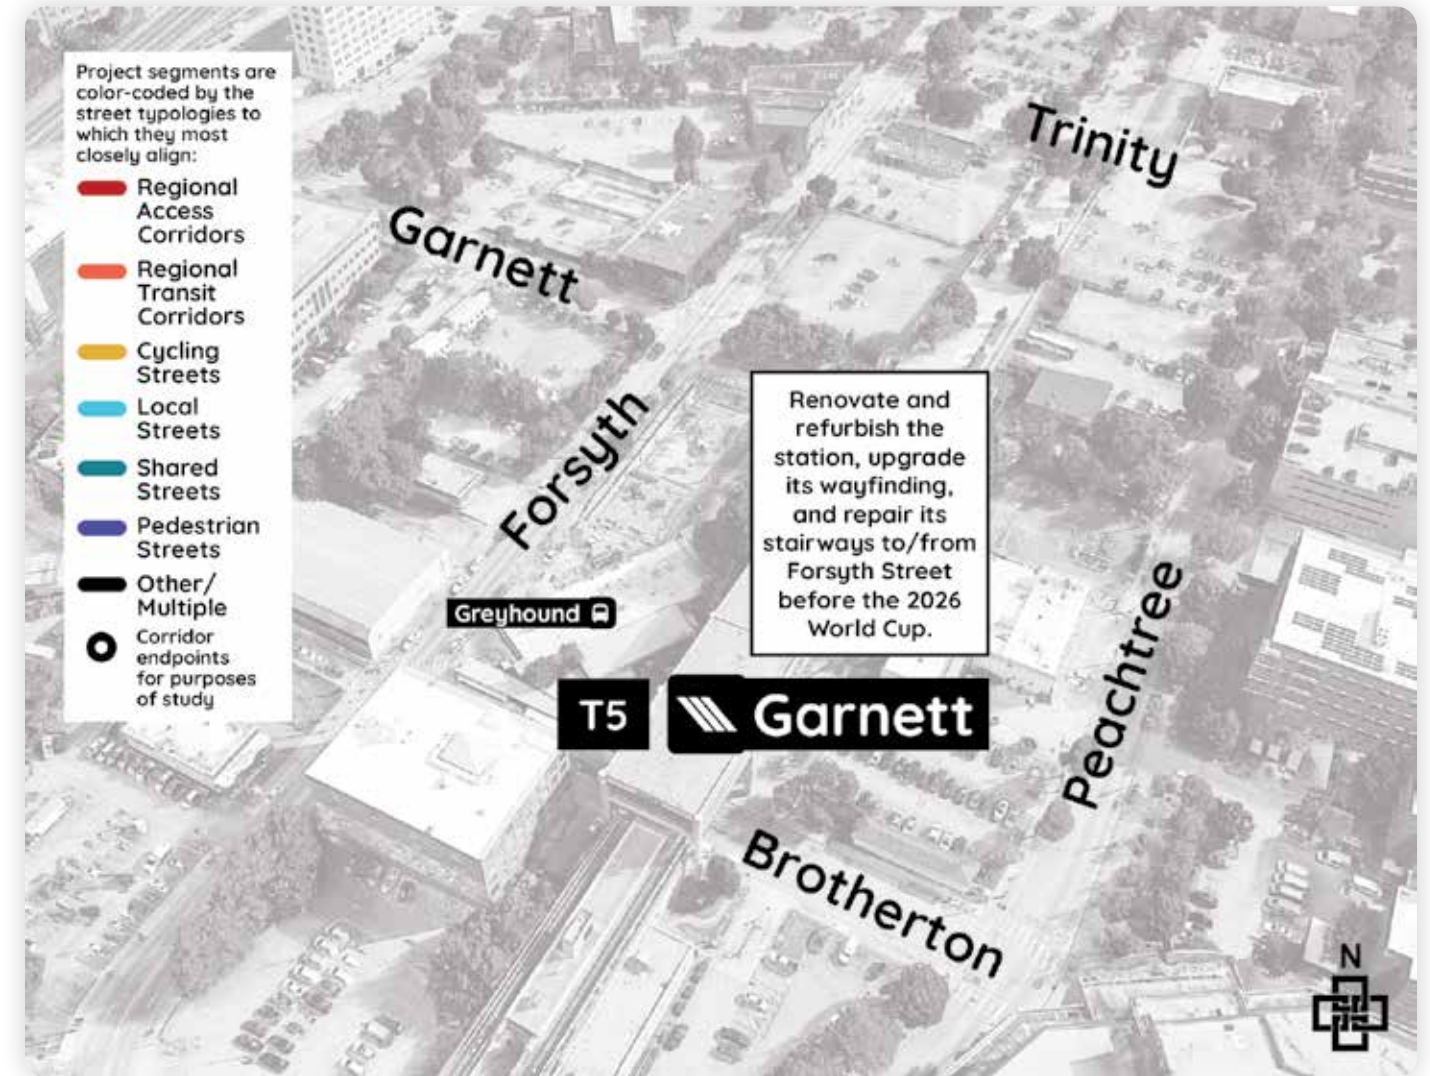 Project segments are
color-coded by the
street typologies to
which they most
closely align:
Regional
Access
Corridors
Regional
Transit
Corridors
Cycling
Streets
Local
Streets
Shared
Streets
Pedestrian
Streets
Other/
Multiple
Corridor
endpoints
for purposes
of study
Trinity
Garnett
Forsyth
Renovate and
refurbish the
station, upgrade
its wayfinding,
and repair its
stairways to/from
Forsyth Street
before the 2026
World Cup.
Greyhound
T5
Garnett
Peachtree
Brotherton
N